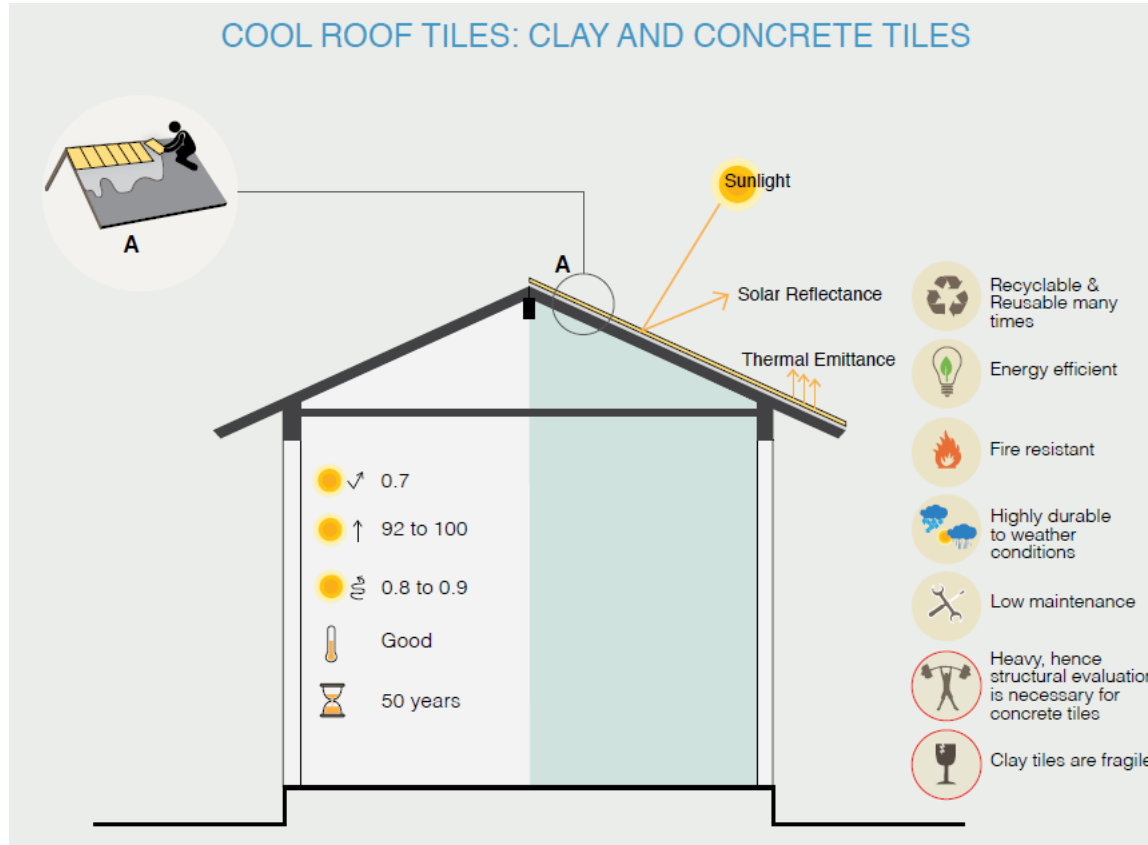 COOL ROOF TILES: CLAY AND CONCRETE TILES
A
A
Sunlight
Solar Reflectance
Thermal Emittance
0.7
92 to 100
0.8 to 0.9
Good
50 years
Recyclable &
Reusable many
times
Energy efficient
Fire resistant
Highly durable
to weather
conditions
Low maintenance
Heavy, hence
structural evaluation
is necessary for
concrete tiles
Clay tiles are fragile